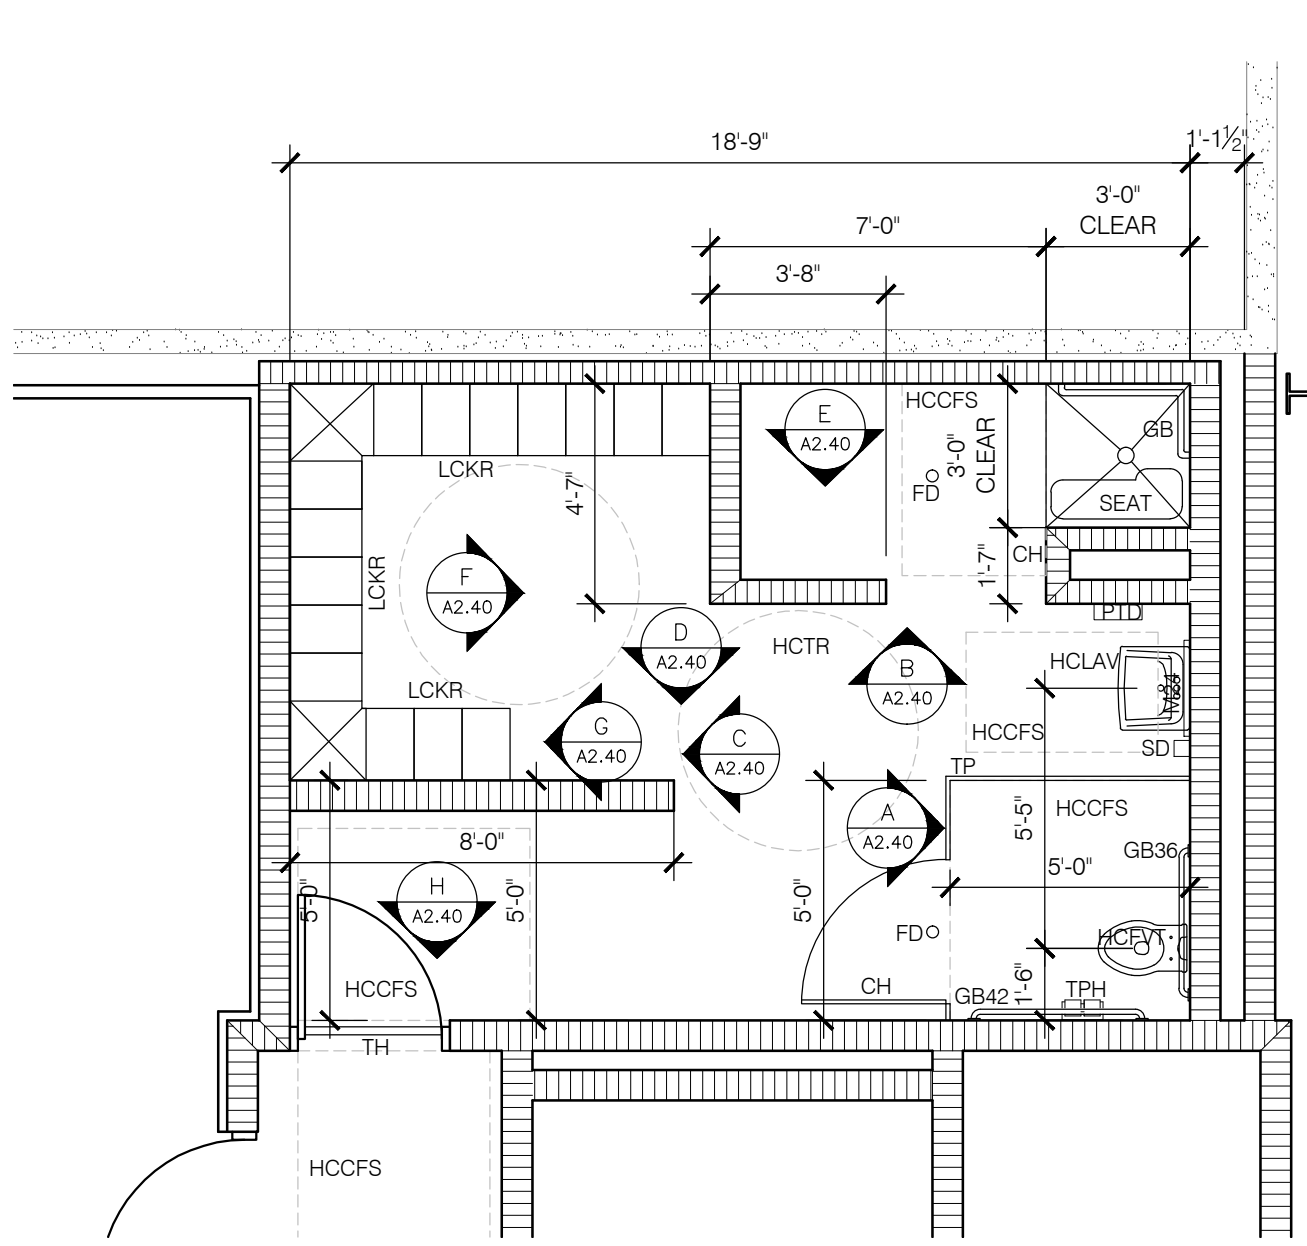 18'-9"
1'-1½"
3'-0"
CLEAR
7'-0"
3'-8"
HCCFS
E
A2.40
GB
3'-0"
CLEAR
LCKR
4'-7"
FD
SEAT
CH
1'-7"
LCKR
F
A2.40
PTD
D
A2.40
HCTR
HCLAV
B
A2.40
LCKR
G
A2.40
C
A2.40
HCCFS
SD
TP
HCCFS
A
A2.40
5'-5"
8'-0"
GB36
5'-0"
H
A2.40
5'-0"
5'-0"
5'-0"
FD
HCFVT
HCCFS
CH
GB42
1'-6"
TPH
TH
HCCFS